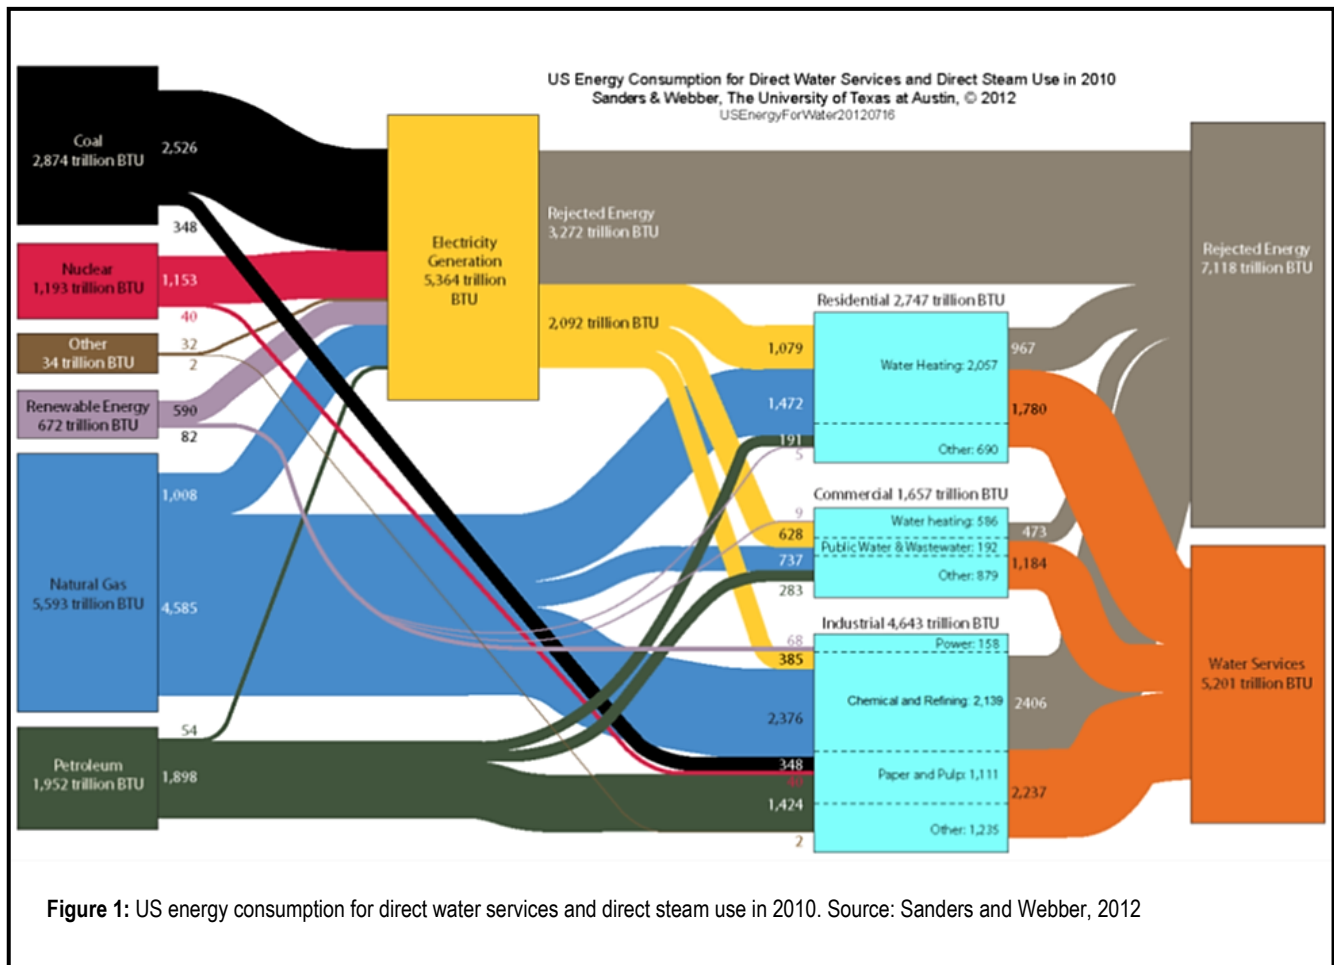 US Energy Consumption for Direct Water Services and Direct Steam Use in 2010
Sanders & Webber, The University of Texas at Austin, © 2012
USEnergyForWater20120716
Coal
2,874 trillion BTU
2,526
348
Nuclear
1,193 trillion BTU
1,153
40
Other
34 trillion BTU
32
2
Renewable Energy
672 trillion BTU
590
82
Natural Gas
5,593 trillion BTU
1,008
4,585
Petroleum
1,952 trillion BTU
54
1,898
Electricity
Generation
5,364 trillion
BTU
Rejected Energy
3,272 trillion BTU
2,092 trillion BTU
Residential 2,747 trillion BTU
1,079
1,472
191
5
Water Heating: 2,057
Other: 690
967
1,780
Commercial 1,657 trillion BTU
9
628
737
283
Water heating: 586
Public Water & Wastewater: 192
Other: 879
473
1,184
Industrial 4,643 trillion BTU
68
385
2,376
348
40
1,424
2
Power: 158
Chemical and Refining: 2,139
Paper and Pulp: 1,111
Other: 1,235
2406
2,237
Rejected Energy
7,118 trillion BTU
Water Services
5,201 trillion BTU
Figure 1: US energy consumption for direct water services and direct steam use in 2010. Source: Sanders and Webber, 2012